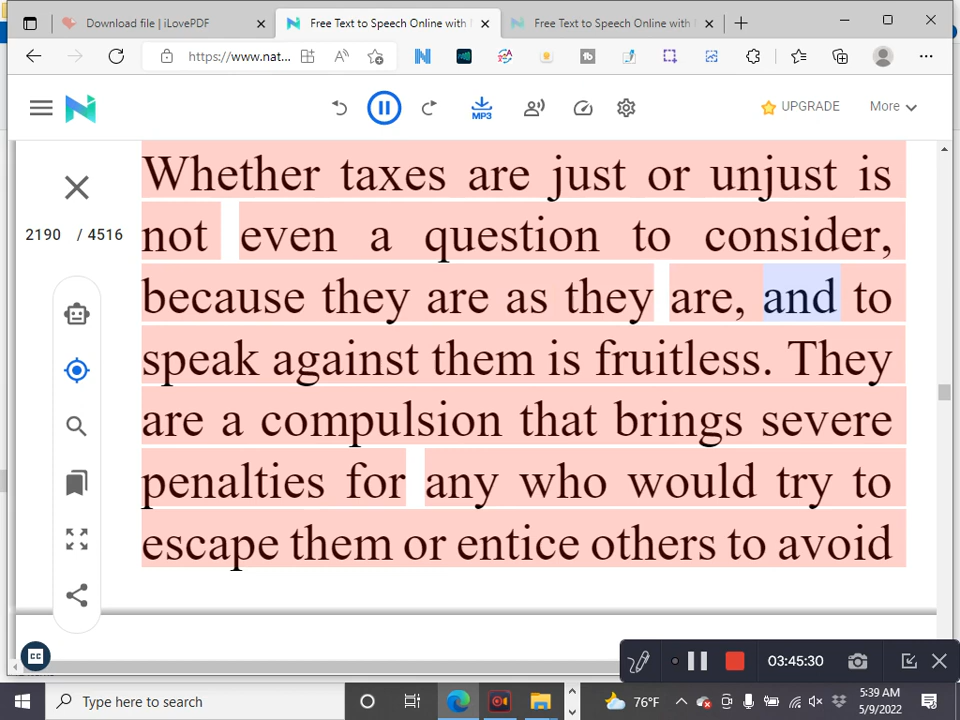 Download file | iLovePDF
Free Text to Speech Online with
Free Text to Speech Online with
https://www.nat...
UPGRADE
More
MP3
2190 / 4516
Whether taxes are just or unjust is
not even a question to consider,
because they are as they are, and to
speak against them is fruitless. They
are a compulsion that brings severe
penalties for any who would try to
escape them or entice others to avoid
CC
03:45:30
Type here to search
76°F
5:39 AM
5/9/2022